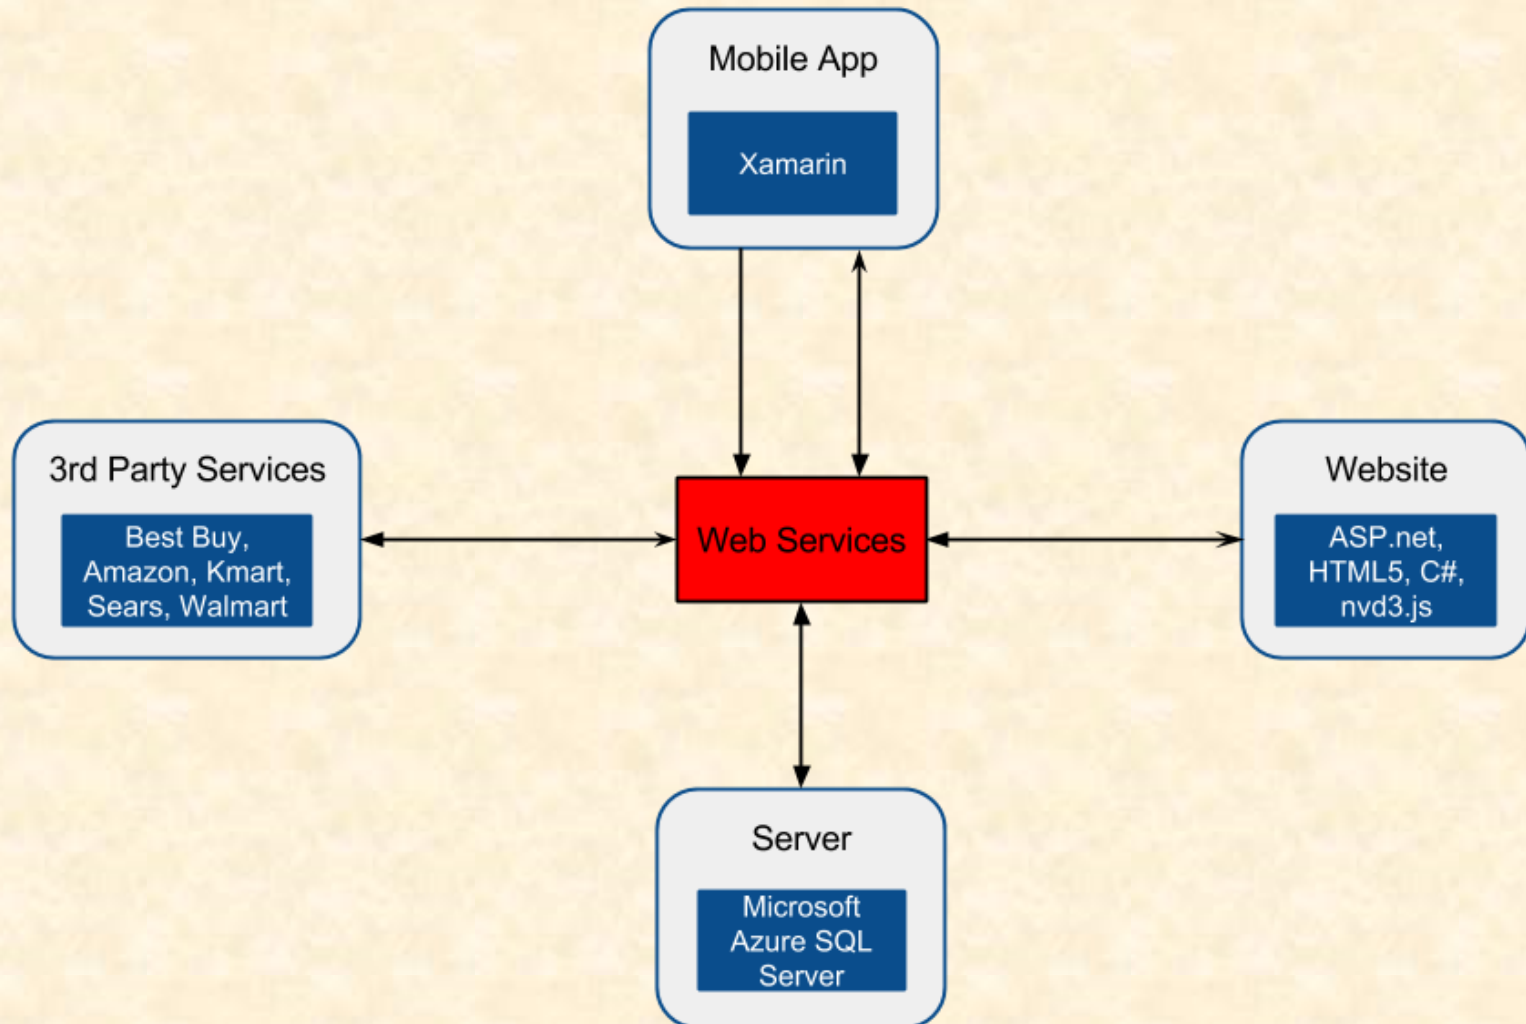 Mobile App
Xamarin
3rd Party Services
Best Buy,
Amazon, Kmart,
Sears, Walmart
Web Services
Website
ASP.net,
HTML5, C#,
nvd3.js
Server
Microsoft
Azure SQL
Server